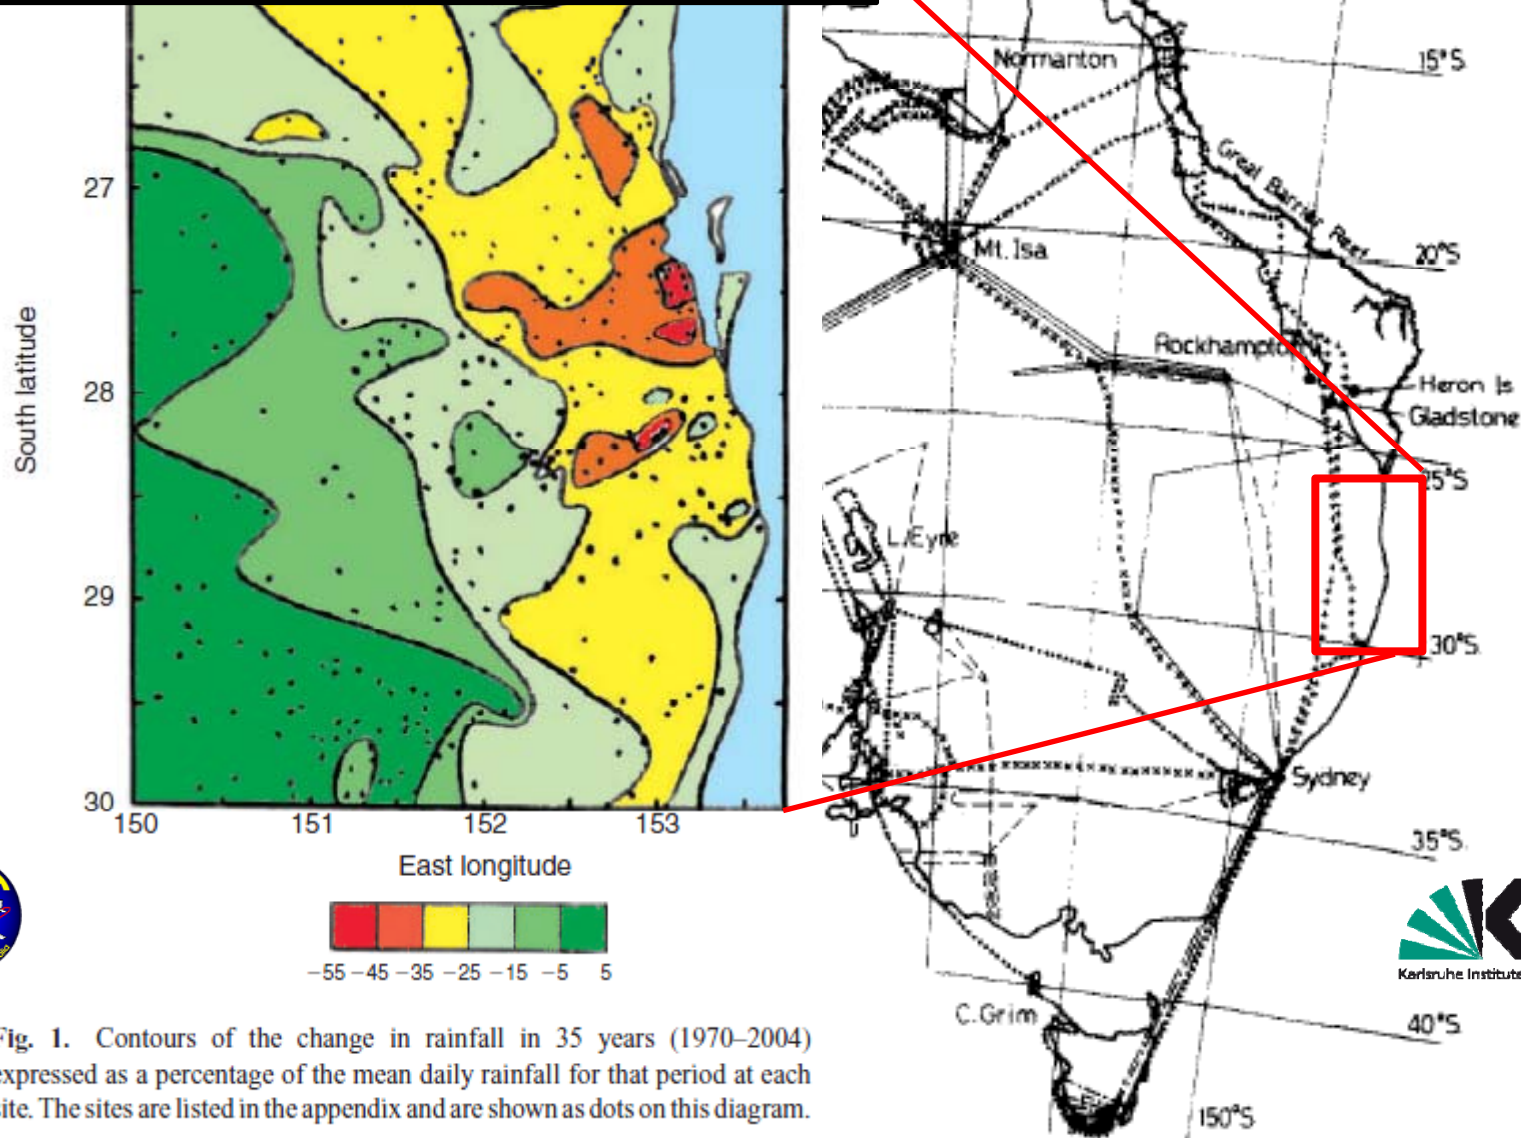 South latitude
27
28
29
30
150
151
152
153
East longitude
−55 −45 −35 −25 −15 −5 5
Fig. 1. Contours of the change in rainfall in 35 years (1970–2004)
expressed as a percentage of the mean daily rainfall for that period at each
site. The sites are listed in the appendix and are shown as dots on this diagram.
Normanton
15°S
Great Barrier Reef
Mt. Isa
20°S
Rockhampton
Heron Is
Gladstone
25°S
L. Eyre
30°S.
Sydney
35°S.
C. Grim
40°S
150°S
Karlsruhe Institute